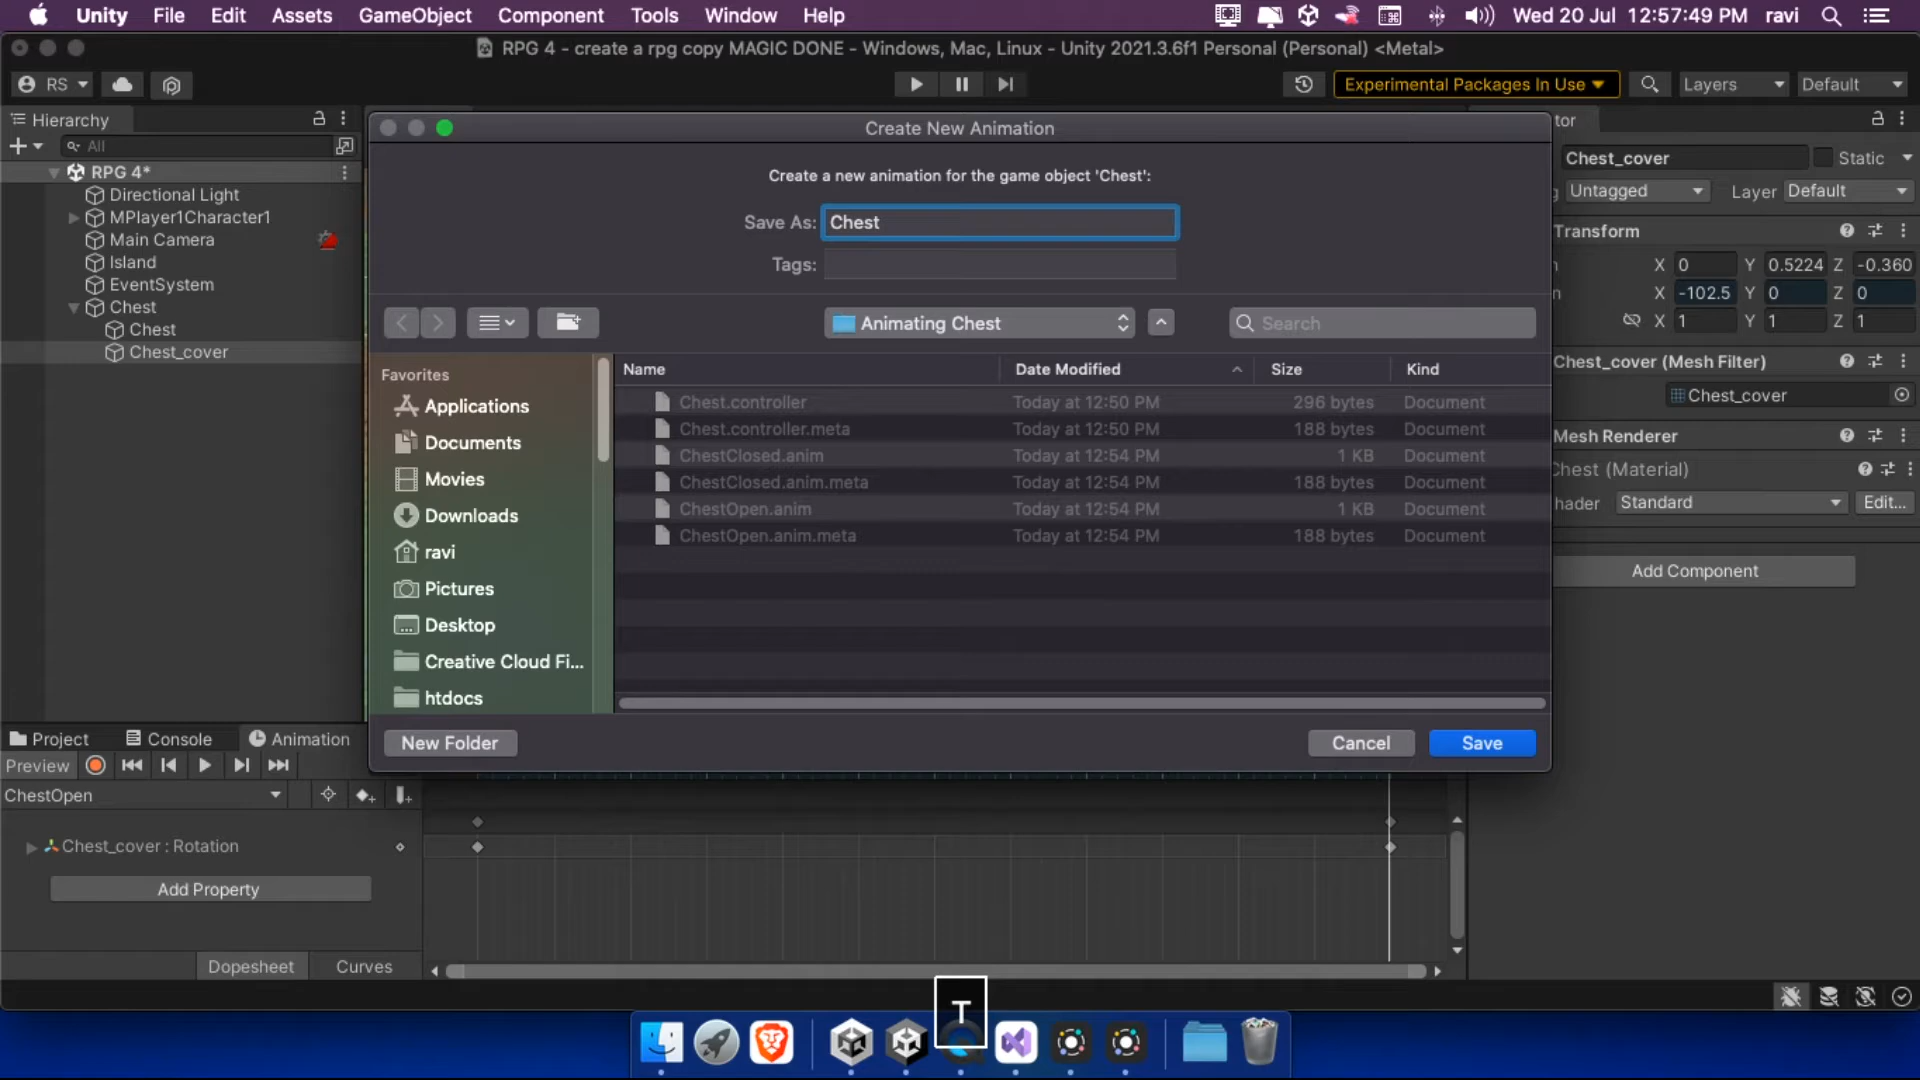 Unity File Edit Assets GameObject Component Tools Window Help Wed 20 Jul 12:57:49 PM ravi
RPG 4 - create a rpg copy MAGIC DONE - Windows, Mac, Linux - Unity 2021.3.6f1 Personal (Personal) <Metal>
RS Experimental Packages In Use Layers Default
Hierarchy
All
RPG 4*
Directional Light
MPlayer1Character1
Main Camera
Island
EventSystem
Chest
Chest
Chest_cover
Create New Animation
Create a new animation for the game object 'Chest':
Save As: Chest
Tags:
Animating Chest
Search
Favorites
Applications
Documents
Movies
Downloads
ravi
Pictures
Desktop
Creative Cloud Fi...
htdocs
Name Date Modified Size Kind
Chest.controller Today at 12:50 PM 296 bytes Document
Chest.controller.meta Today at 12:50 PM 188 bytes Document
ChestClosed.anim Today at 12:54 PM 1 KB Document
ChestClosed.anim.meta Today at 12:54 PM 188 bytes Document
ChestOpen.anim Today at 12:54 PM 1 KB Document
ChestOpen.anim.meta Today at 12:54 PM 188 bytes Document
New Folder Cancel Save
tor
Chest_cover Static
g Untagged Layer Default
Transform
n X 0 Y 0.5224 Z -0.360
n X -102.5 Y 0 Z 0
X 1 Y 1 Z 1
Chest_cover (Mesh Filter)
Chest_cover
Mesh Renderer
Chest (Material)
hader Standard Edit...
Add Component
Project Console Animation
Preview
ChestOpen
Chest_cover : Rotation
Add Property
Dopesheet Curves
T